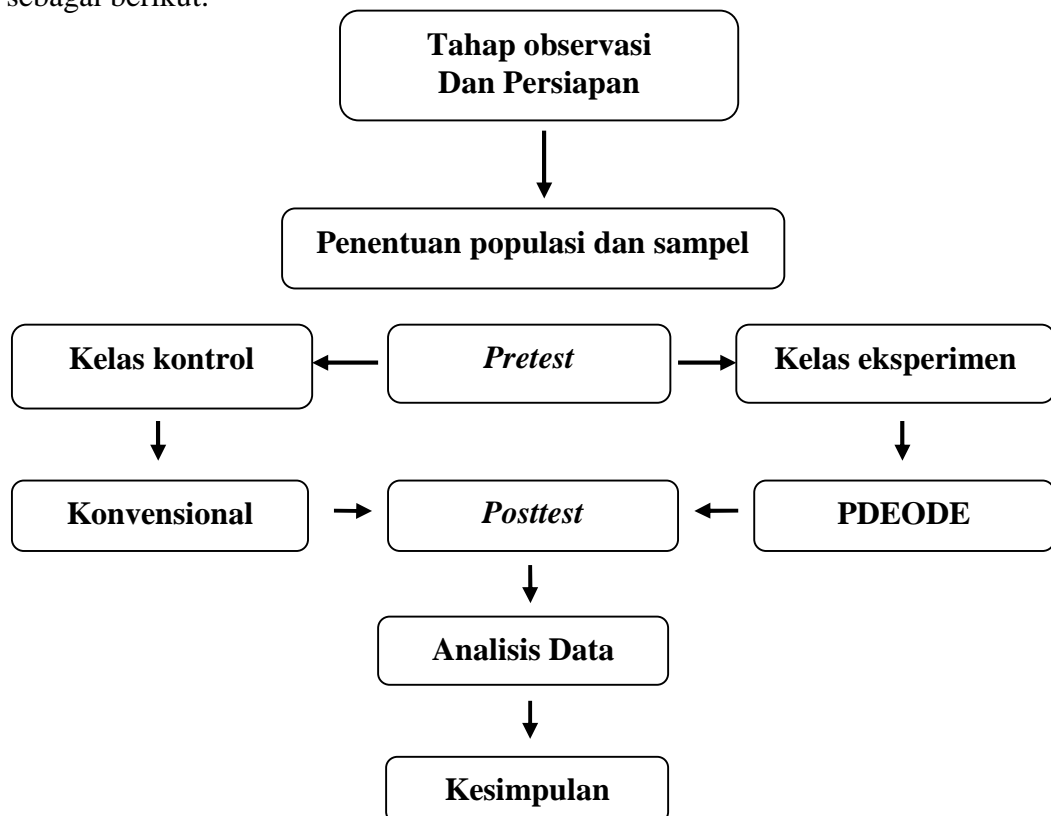 sebagai berikut:
Tahap observasi
Dan Persiapan
Penentuan populasi dan sampel
Kelas kontrol
Pretest
Kelas eksperimen
Konvensional
Posttest
PDEODE
Analisis Data
Kesimpulan